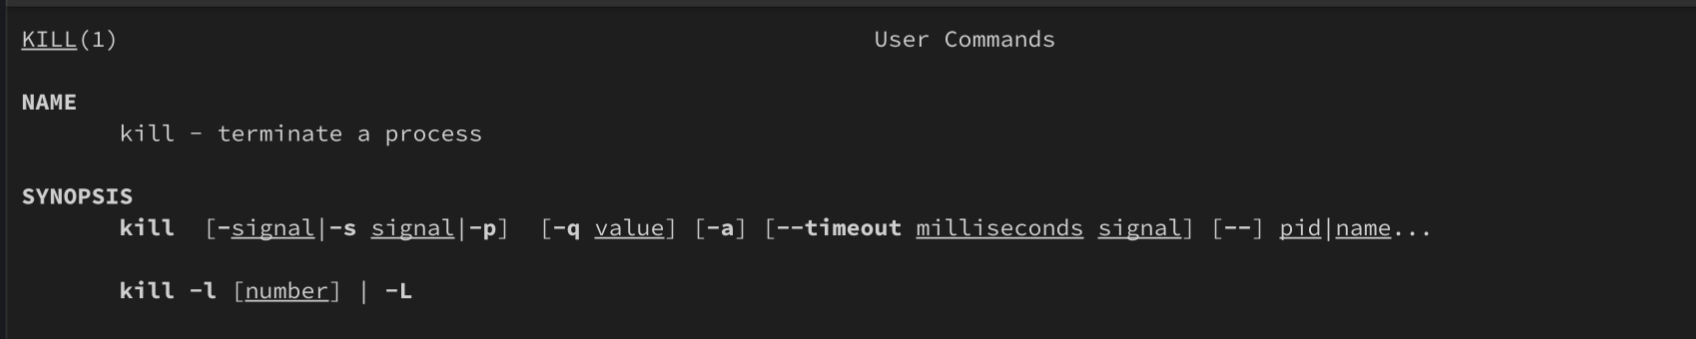 KILL(1) User Commands
NAME
kill - terminate a process
SYNOPSIS
kill [-signal|-s signal|-p] [-q value] [-a] [--timeout milliseconds signal] [--] pid|name...
kill -l [number] | -L